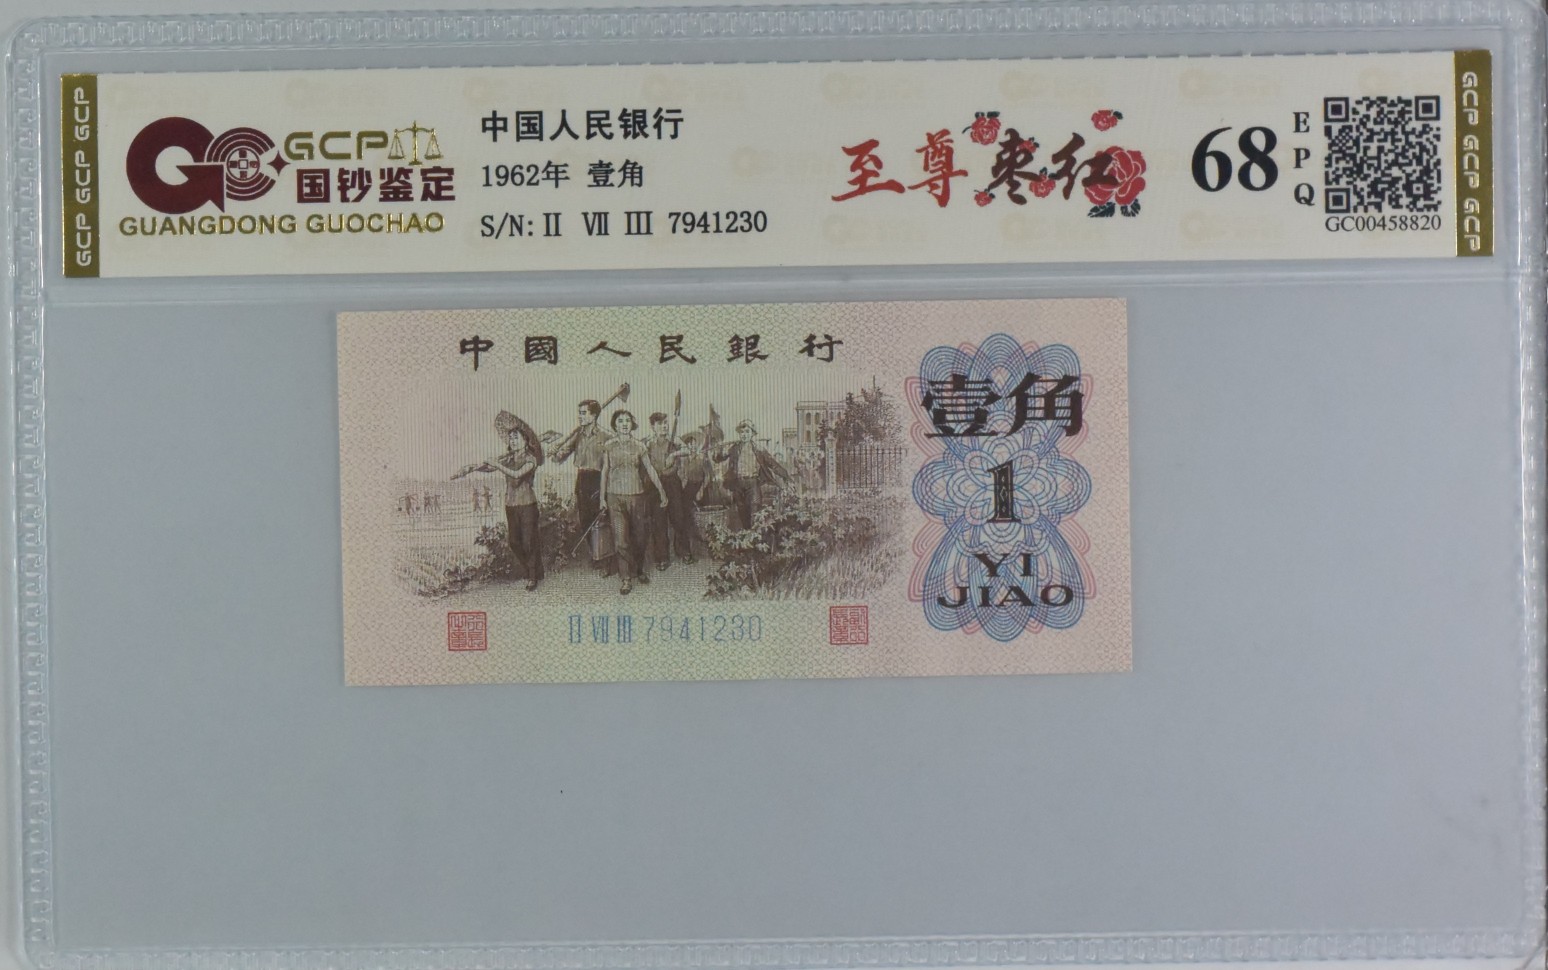 GCP GCP GCP
GCP
国钞鉴定
GUANGDONG GUOCHAO
中国人民银行
1962年 壹角
S/N: II VII III 7941230
至尊枣红
68
EPQ
GC00458820
GCP GCP GCP
中國人民銀行
壹角
1
YI
JIAO
II VII III 7941230